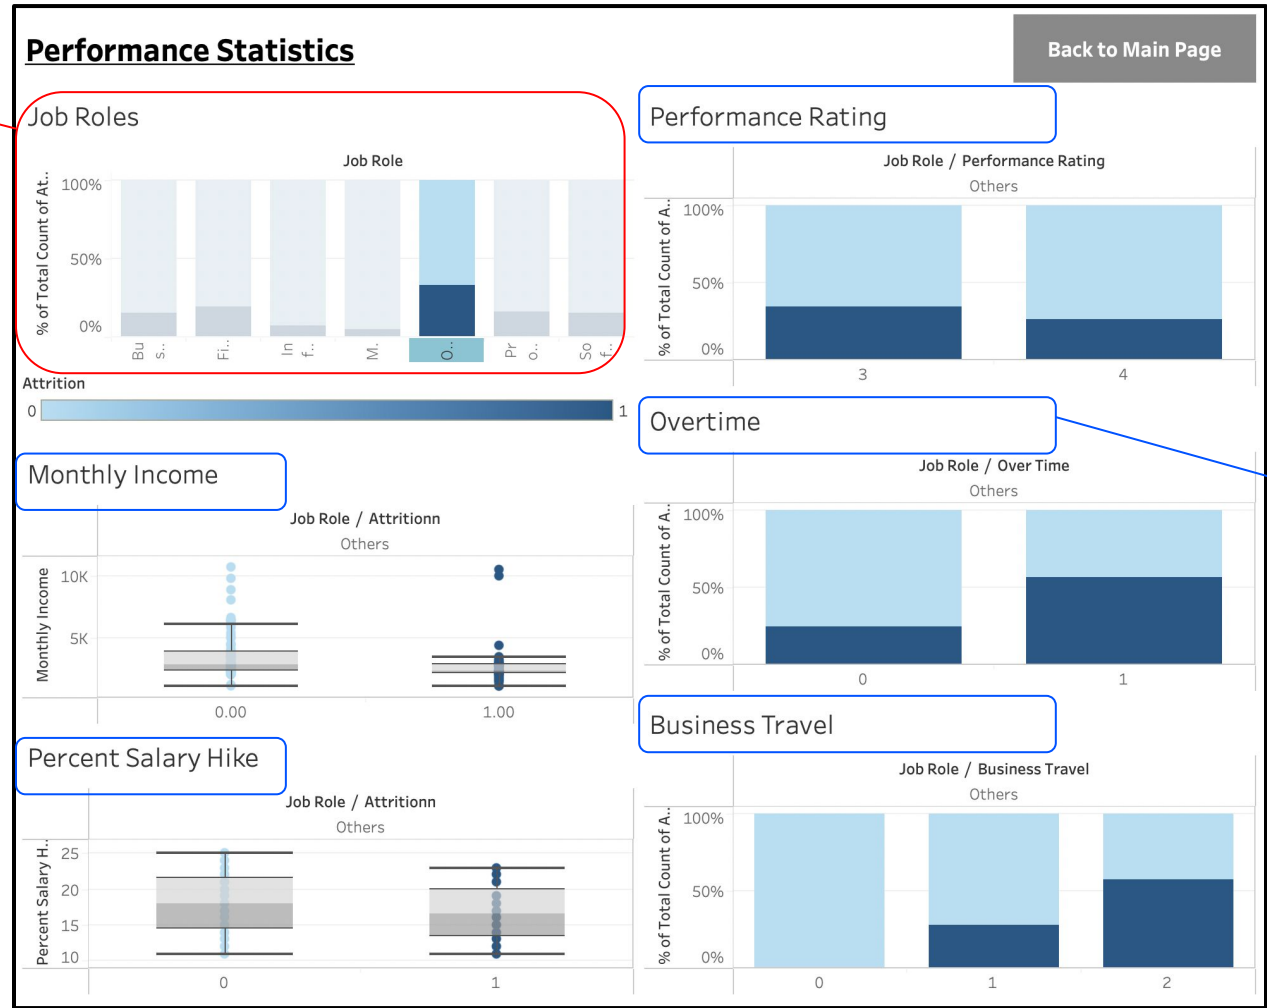 Performance Statistics
Back to Main Page
Job Roles
Job Role
% of Total Count of At..
100%
50%
0%
Bu
s..
Fi..
In
f..
M.
O..
Pr
o..
So
f..
Attrition
0
1
Monthly Income
Job Role / Attritionn
Others
Monthly Income
10K
5K
0.00
1.00
Percent Salary Hike
Job Role / Attritionn
Others
Percent Salary H..
25
20
15
10
0
1
Performance Rating
Job Role / Performance Rating
Others
% of Total Count of A..
100%
50%
0%
3
4
Overtime
Job Role / Over Time
Others
% of Total Count of A..
100%
50%
0%
0
1
Business Travel
Job Role / Business Travel
Others
% of Total Count of A..
100%
50%
0%
0
1
2